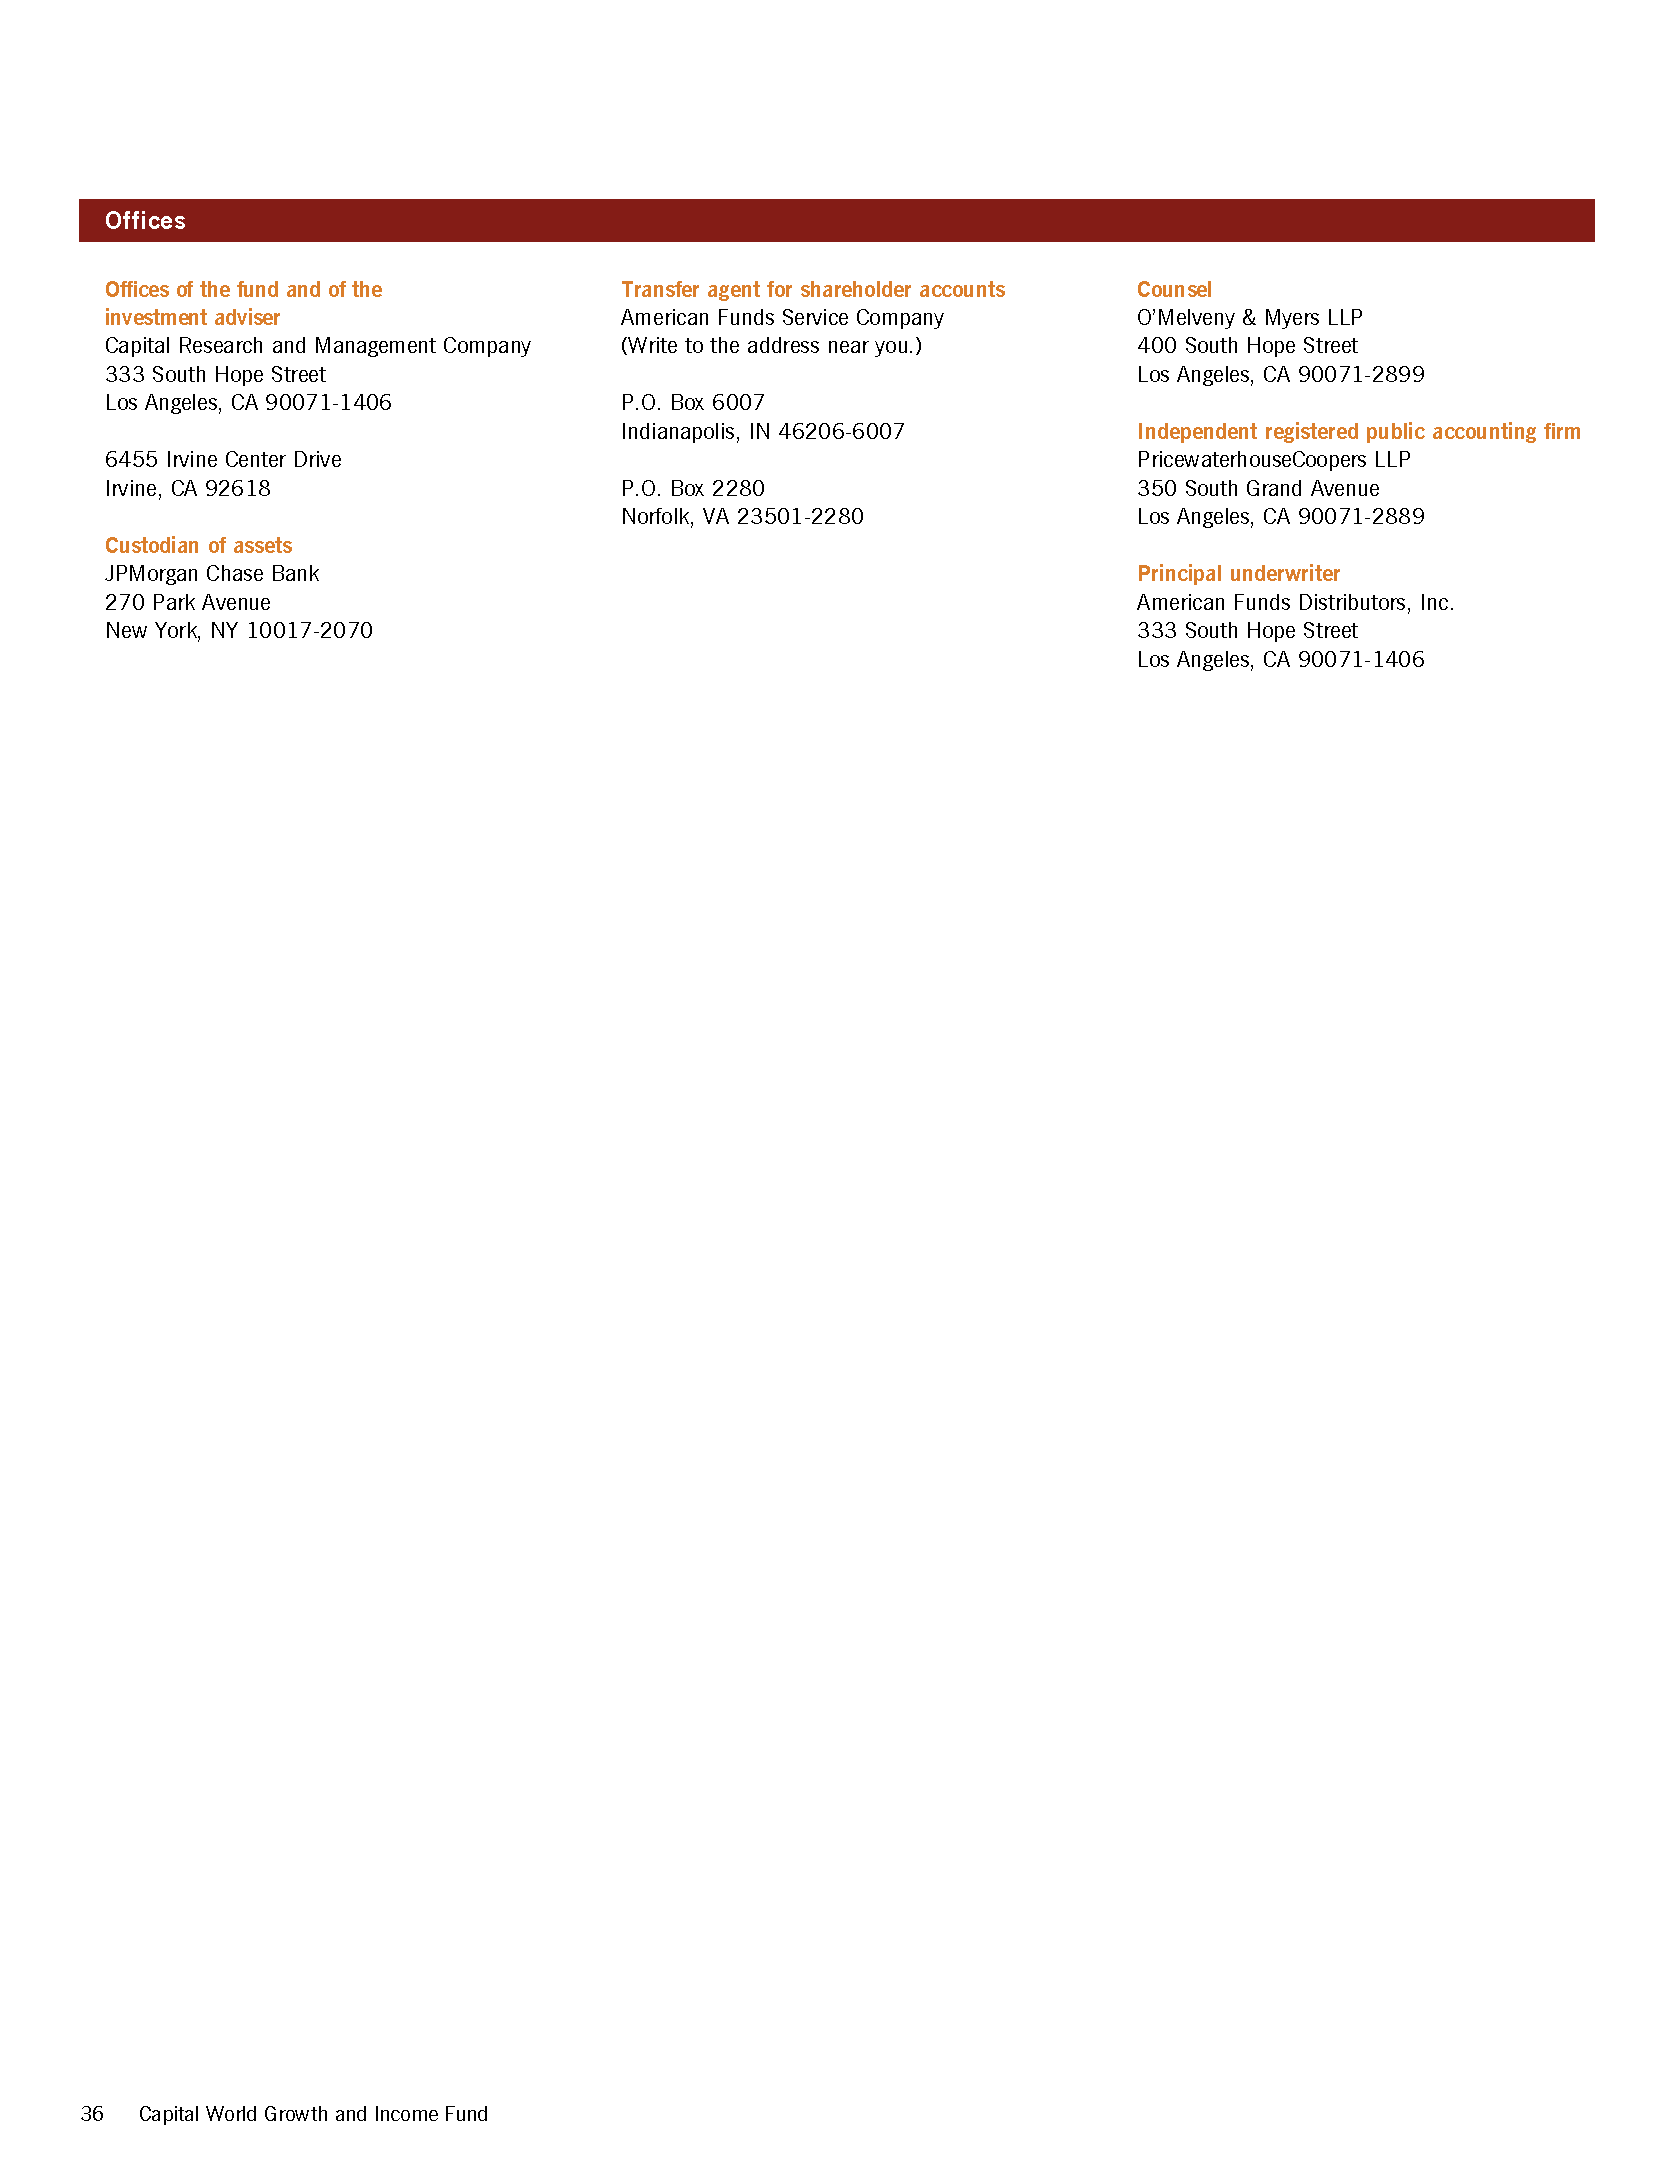 Offices
Offices of the fund and of the
investment adviser
Capital Research and Management Company
333 South Hope Street
Los Angeles, CA 90071-1406
6455 Irvine Center Drive
Irvine, CA 92618
Custodian of assets
JPMorgan Chase Bank
270 Park Avenue
New York, NY 10017-2070
Transfer agent for shareholder accounts
American Funds Service Company
(Write to the address near you.)
P.O. Box 6007
Indianapolis, IN 46206-6007
P.O. Box 2280
Norfolk, VA 23501-2280
Counsel
O’Melveny & Myers LLP
400 South Hope Street
Los Angeles, CA 90071-2899
Independent registered public accounting firm
PricewaterhouseCoopers LLP
350 South Grand Avenue
Los Angeles, CA 90071-2889
Principal underwriter
American Funds Distributors, Inc.
333 South Hope Street
Los Angeles, CA 90071-1406
36 Capital World Growth and Income Fund